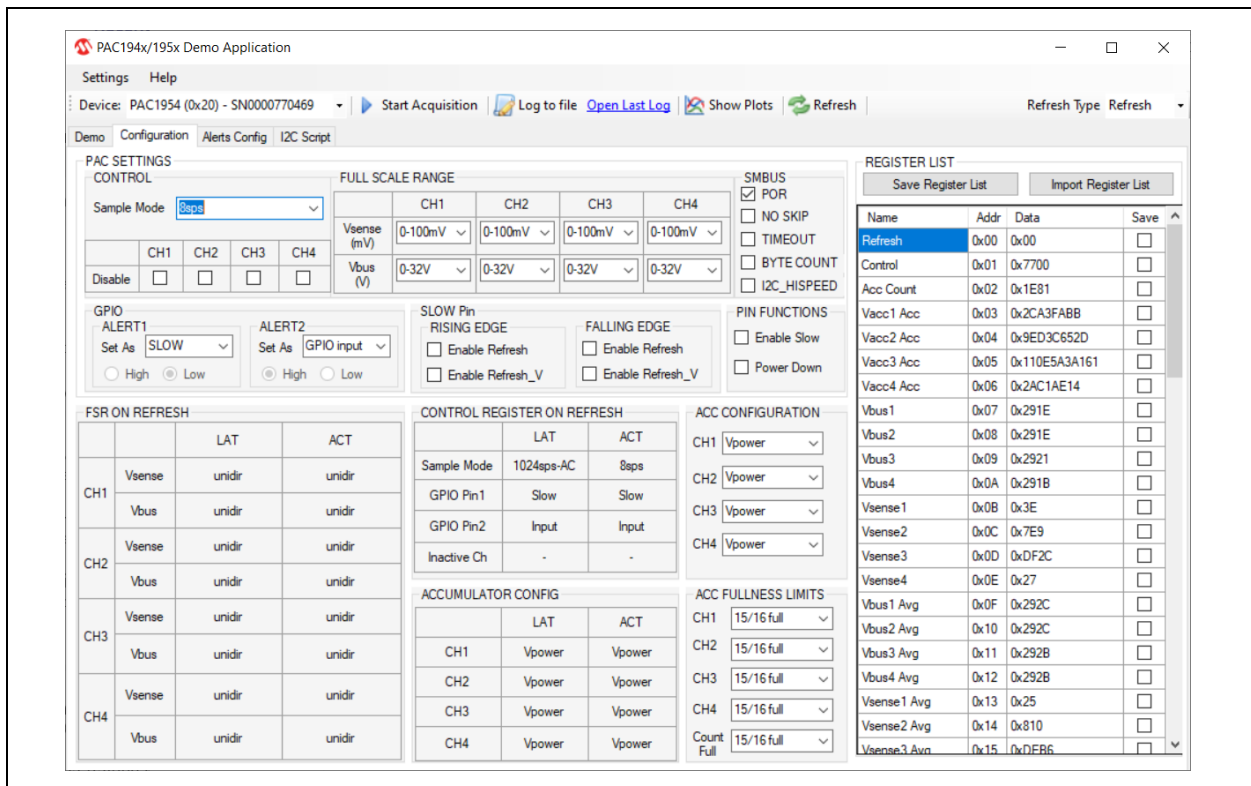 PAC194x/195x Demo Application
Settings Help
Device: PAC1954 (0x20) - SN0000770469 Start Acquisition Log to file Open Last Log Show Plots Refresh Refresh Type Refresh
Demo Configuration Alerts Config I2C Script
PAC SETTINGS
CONTROL
Sample Mode 8sps
CH1 CH2 CH3 CH4
Disable
FULL SCALE RANGE
CH1 CH2 CH3 CH4
Vsense (mV) 0-100mV 0-100mV 0-100mV 0-100mV
Vbus (V) 0-32V 0-32V 0-32V 0-32V
SMBUS
POR
NO SKIP
TIMEOUT
BYTE COUNT
I2C_HISPEED
GPIO
ALERT1
Set As SLOW
High Low
ALERT2
Set As GPIO input
High Low
SLOW Pin
RISING EDGE
Enable Refresh
Enable Refresh_V
FALLING EDGE
Enable Refresh
Enable Refresh_V
PIN FUNCTIONS
Enable Slow
Power Down
FSR ON REFRESH
LAT ACT
CH1
Vsense unidir unidir
Vbus unidir unidir
CH2
Vsense unidir unidir
Vbus unidir unidir
CH3
Vsense unidir unidir
Vbus unidir unidir
CH4
Vsense unidir unidir
Vbus unidir unidir
CONTROL REGISTER ON REFRESH
LAT ACT
Sample Mode 1024sps-AC 8sps
GPIO Pin1 Slow Slow
GPIO Pin2 Input Input
Inactive Ch - -
ACCUMULATOR CONFIG
LAT ACT
CH1 Vpower Vpower
CH2 Vpower Vpower
CH3 Vpower Vpower
CH4 Vpower Vpower
ACC CONFIGURATION
CH1 Vpower
CH2 Vpower
CH3 Vpower
CH4 Vpower
ACC FULLNESS LIMITS
CH1 15/16 full
CH2 15/16 full
CH3 15/16 full
CH4 15/16 full
Count Full 15/16 full
REGISTER LIST
Save Register List Import Register List
Name Addr Data Save
Refresh 0x00 0x00
Control 0x01 0x7700
Acc Count 0x02 0x1E81
Vacc1 Acc 0x03 0x2CA3FABB
Vacc2 Acc 0x04 0x9ED3C652D
Vacc3 Acc 0x05 0x110E5A3A161
Vacc4 Acc 0x06 0x2AC1AE14
Vbus1 0x07 0x291E
Vbus2 0x08 0x291E
Vbus3 0x09 0x2921
Vbus4 0x0A 0x291B
Vsense1 0x0B 0x3E
Vsense2 0x0C 0x7E9
Vsense3 0x0D 0xDF2C
Vsense4 0x0E 0x27
Vbus1 Avg 0x0F 0x292C
Vbus2 Avg 0x10 0x292C
Vbus3 Avg 0x11 0x292B
Vbus4 Avg 0x12 0x292B
Vsense1 Avg 0x13 0x25
Vsense2 Avg 0x14 0x810
Vsense3 Avg 0x15 0xDEB6